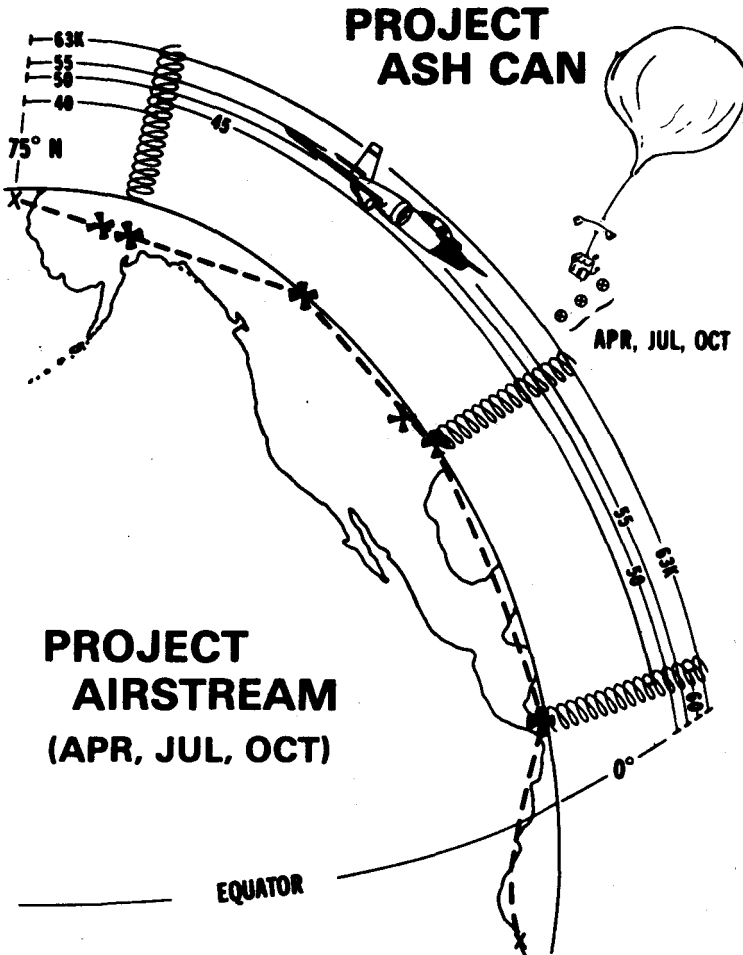 PROJECT
ASH CAN
63K
55
50
40
45
75° N
X
APR, JUL, OCT
55
50
63K
60
0°
PROJECT
AIRSTREAM
(APR, JUL, OCT)
EQUATOR
X